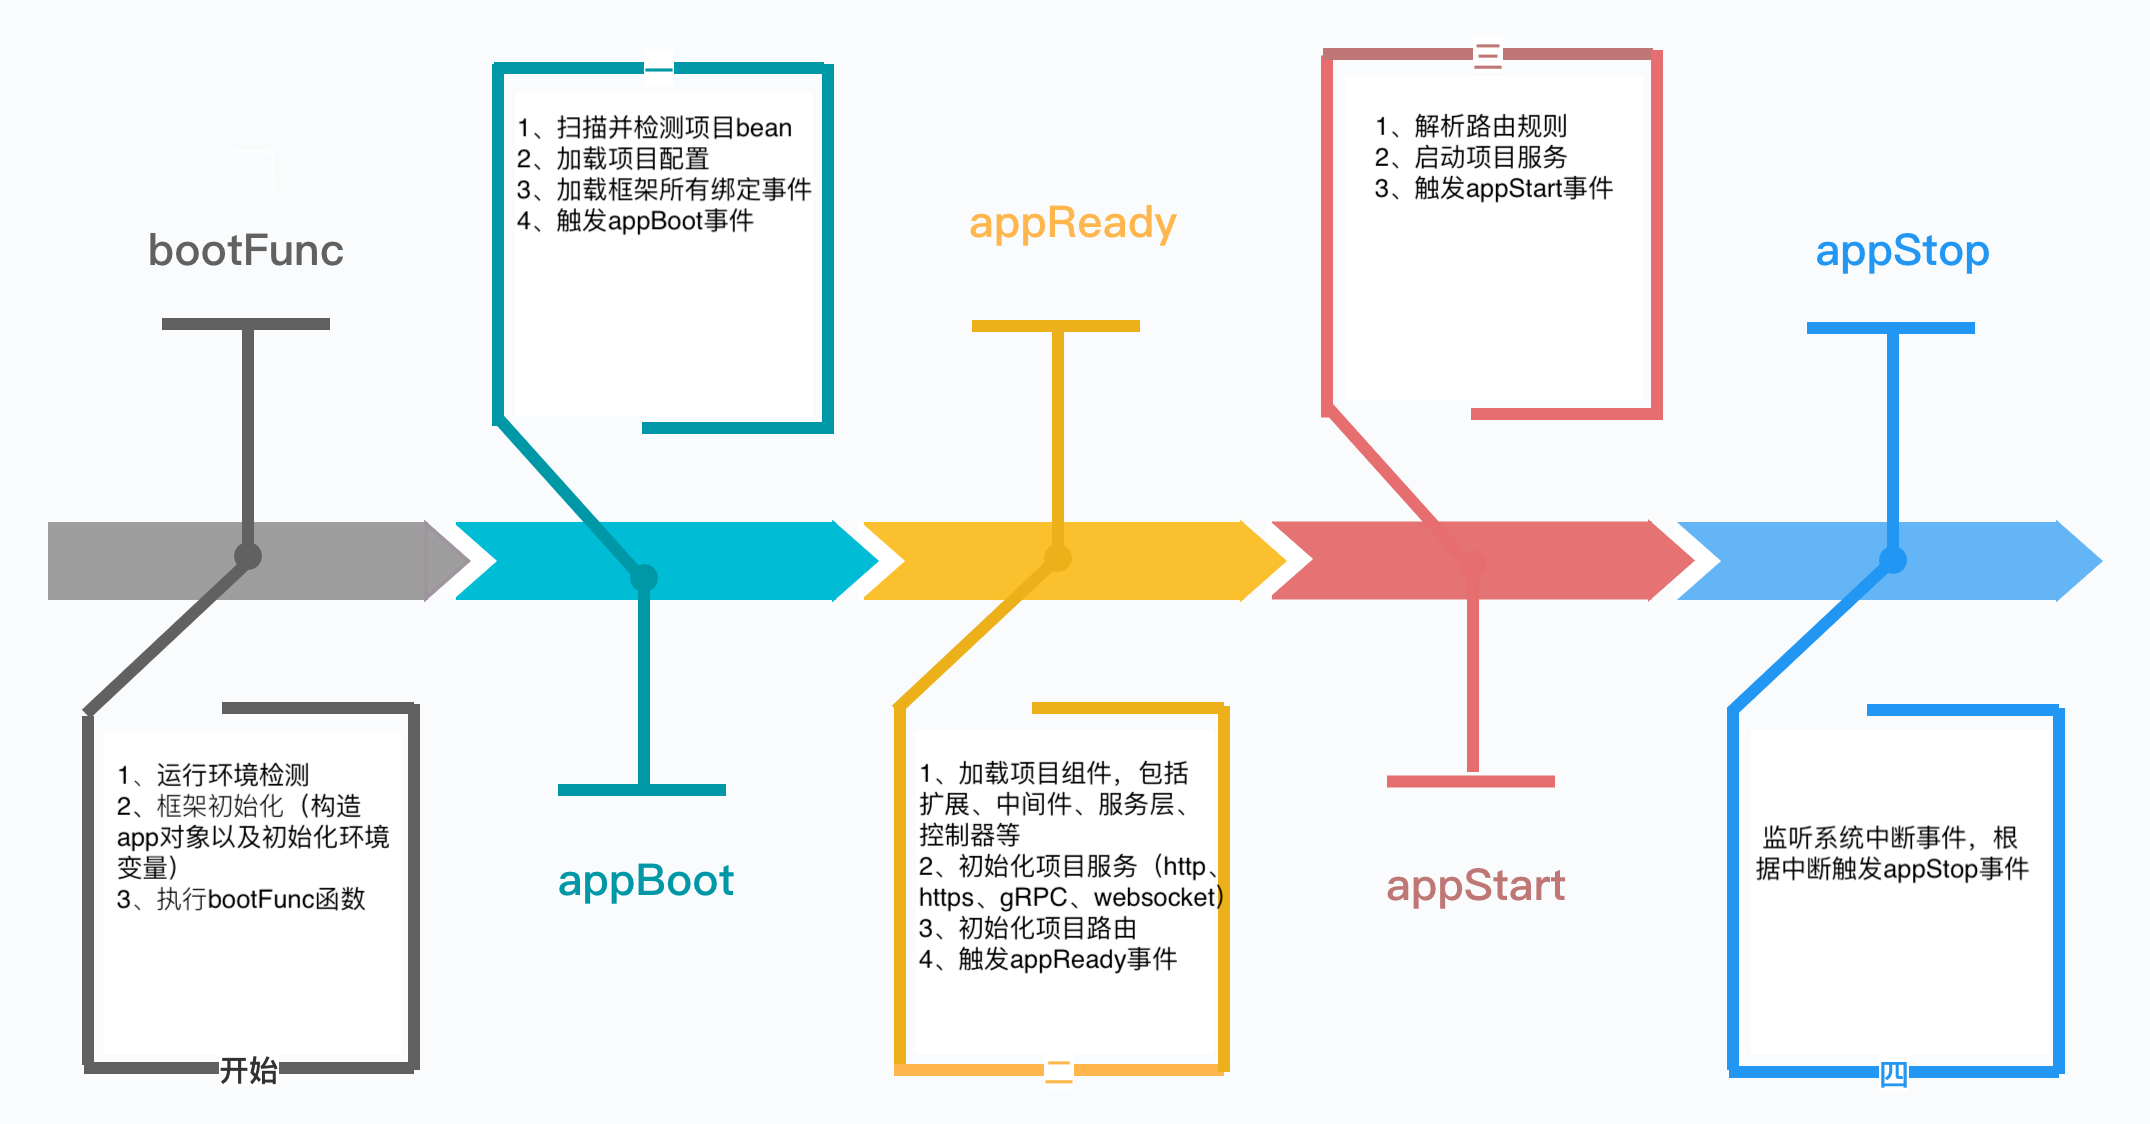 bootFunc
1、运行环境检测
2、框架初始化（构造
app对象以及初始化环境
变量）
3、执行bootFunc函数
开始
一
1、扫描并检测项目bean
2、加载项目配置
3、加载框架所有绑定事件
4、触发appBoot事件
appBoot
appReady
1、加载项目组件，包括
扩展、中间件、服务层、
控制器等
2、初始化项目服务（http、
https、gRPC、websocket）
3、初始化项目路由
4、触发appReady事件
二
三
1、解析路由规则
2、启动项目服务
3、触发appStart事件
appStart
appStop
监听系统中断事件，根
据中断触发appStop事件
四